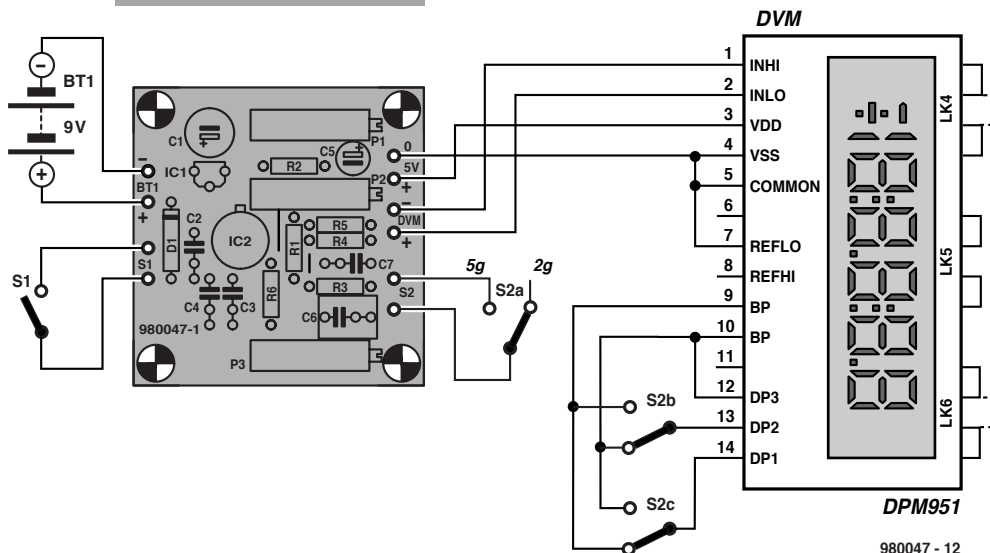 DVM
BT1
9V
–
BT1
+
S1
S1
C1
IC1
C5
P1
R2
P2
0
5V
+
–
DVM
+
D1
C2
IC2
R1
R5
R4
C7
R3
S2
C4
C3
R6
C6
980047-1
P3
5g
2g
S2a
S2b
S2c
1 INHI
2 INLO
3 VDD
4 VSS
5 COMMON
6
7 REFLO
8 REFHI
9 BP
10 BP
11
12 DP3
13 DP2
14 DP1
LK4
LK5
LK6
DPM951
980047 - 12